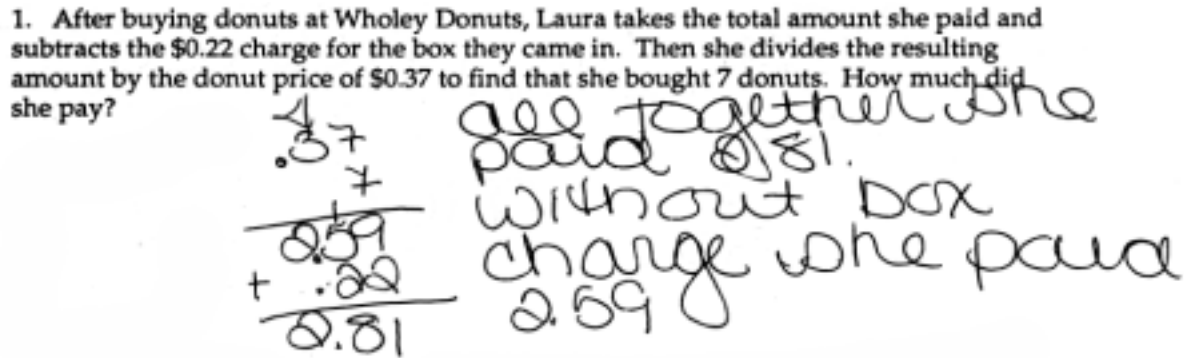 1. After buying donuts at Wholey Donuts, Laura takes the total amount she paid and
subtracts the $0.22 charge for the box they came in. Then she divides the resulting
amount by the donut price of $0.37 to find that she bought 7 donuts. How much did
she pay?
4
.37
7
1
2.59
+ .22
2.81
all together she
paid 2.81.
without box
charge she paid
2.59